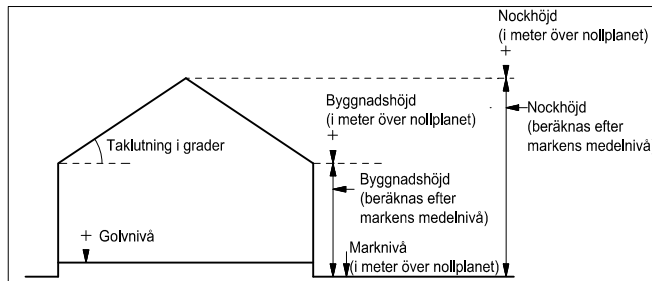 Nockhöjd
(i meter över nollplanet)
Byggnadshöjd
(i meter över nollplanet)
Nockhöjd
(beräknas efter
markens medelnivå
Taklutning i grader
Byggnadshöjd
(beräknas efter
markens medelnivå)
Golvnivå
Marknivå
(i meter över nollplanet)